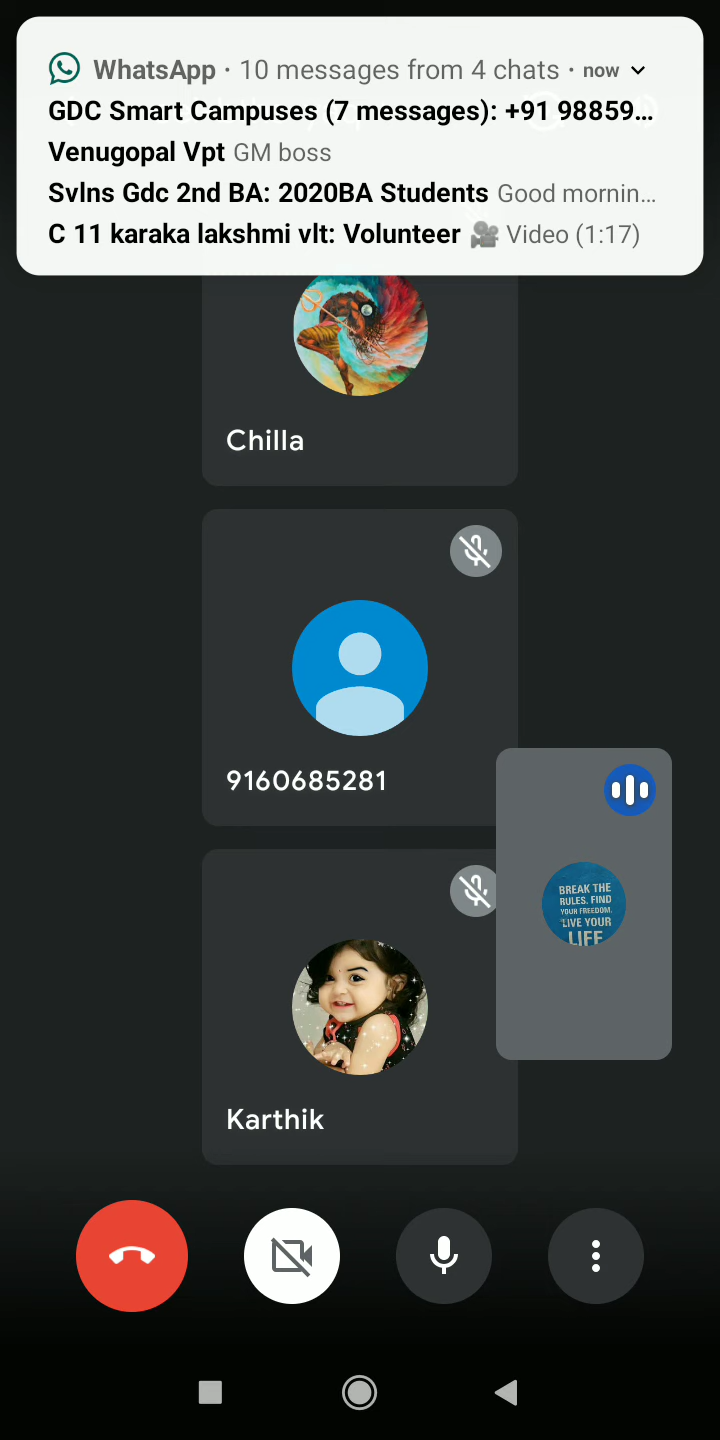 WhatsApp · 10 messages from 4 chats · now
GDC Smart Campuses (7 messages): +91 98859...
Venugopal Vpt GM boss
Svlns Gdc 2nd BA: 2020BA Students Good mornin...
C 11 karaka lakshmi vlt: Volunteer 🎥 Video (1:17)
Chilla
9160685281
BREAK THE
RULES. FIND
YOUR FREEDOM.
LIVE YOUR
LIFE
Karthik